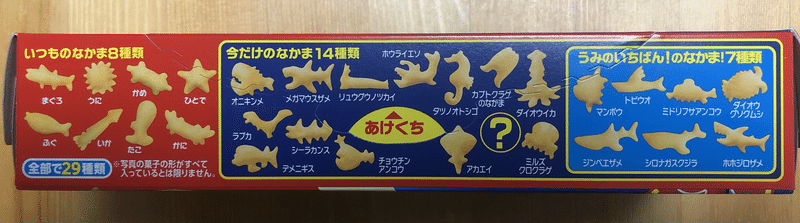 いつものなかま8種類
まぐろ
うに
かめ
ひとで
ふぐ
いか
たこ
かに
全部で29種類
※写真の菓子の形がすべて
入っているとは限りません。
今だけのなかま14種類
ホウライエソ
オニキンメ
メガマウスザメ
リュウグウノツカイ
タツノオトシゴ
カブトクラゲ
のなかま
ダイオウイカ
ラブカ
シーラカンス
あけくち
?
アメニギス
チョウチン
アンコウ
アカエイ
ミルズ
クロクラゲ
うみのいちばん!のなかま!7種類
マンボウ
トビウオ
ミドリフサアンコウ
ダイオウ
グソクムシ
ジンベエザメ
シロナガスクジラ
ホホジロザメ